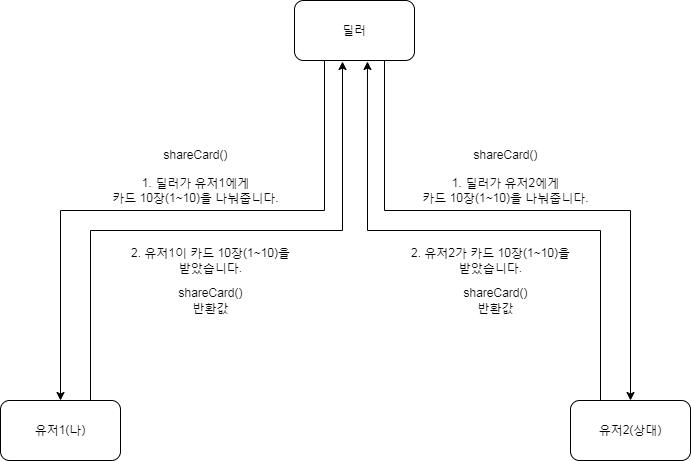 딜러
shareCard()
1. 딜러가 유저1에게
카드 10장(1~10)을 나눠줍니다.
shareCard()
1. 딜러가 유저2에게
카드 10장(1~10)을 나눠줍니다.
2. 유저1이 카드 10장(1~10)을
받았습니다.
shareCard()
반환값
2. 유저2가 카드 10장(1~10)을
받았습니다.
shareCard()
반환값
유저1(나)
유저2(상대)